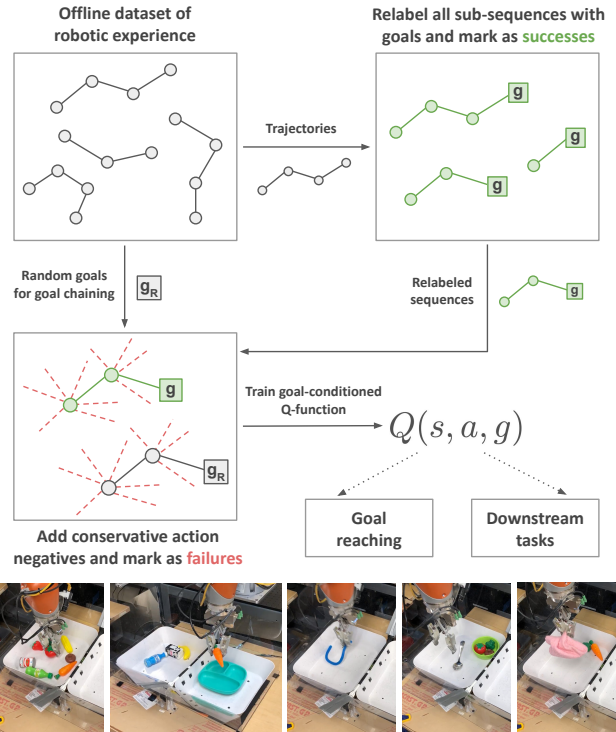 Offline dataset of
robotic experience
Relabel all sub-sequences with
goals and mark as successes
Trajectories
g
g
g
Random goals
for goal chaining
g_R
Relabeled
sequences
g
g
g_R
Train goal-conditioned
Q-function
Q(s, a, g)
Goal
reaching
Downstream
tasks
Add conservative action
negatives and mark as failures